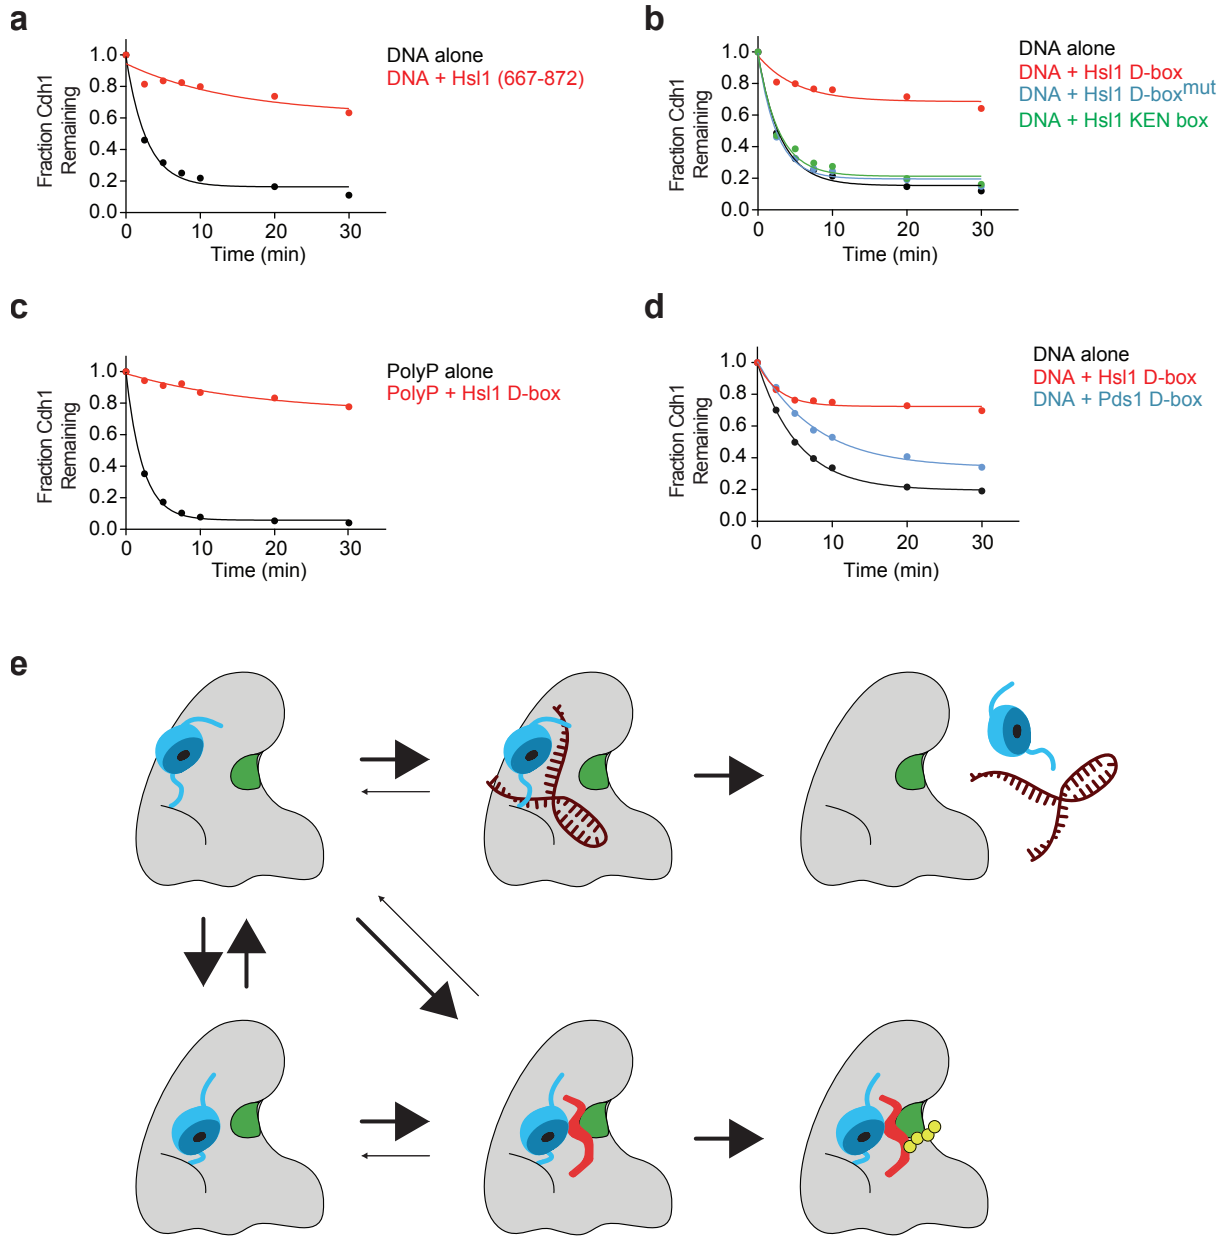 a
Fraction Cdh1
Remaining
1.0
0.8
0.6
0.4
0.2
0.0
0
10
20
30
Time (min)
DNA alone
DNA + Hsl1 (667-872)
b
Fraction Cdh1
Remaining
1.0
0.8
0.6
0.4
0.2
0.0
0
10
20
30
Time (min)
DNA alone
DNA + Hsl1 D-box
DNA + Hsl1 D-boxmut
DNA + Hsl1 KEN box
c
Fraction Cdh1
Remaining
1.0
0.8
0.6
0.4
0.2
0.0
0
10
20
30
Time (min)
PolyP alone
PolyP + Hsl1 D-box
d
Fraction Cdh1
Remaining
1.0
0.8
0.6
0.4
0.2
0.0
0
10
20
30
Time (min)
DNA alone
DNA + Hsl1 D-box
DNA + Pds1 D-box
e